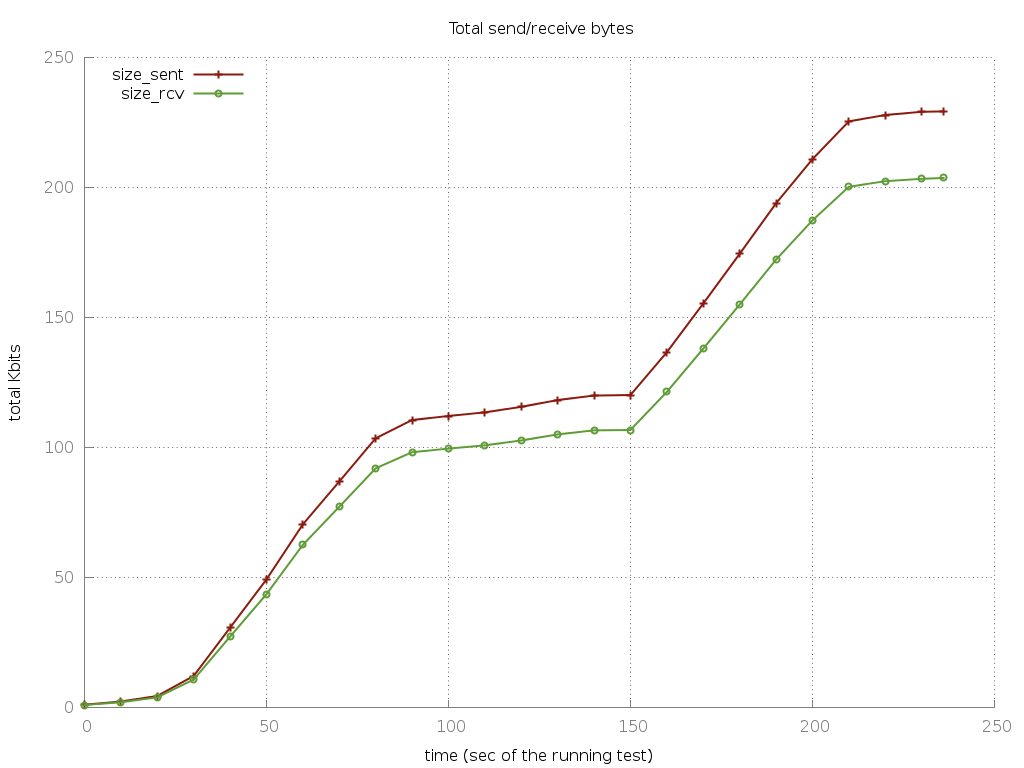 Total send/receive bytes
250
size_sent
size_rcv
200
150
total Kbits
100
50
0
0 50 100 150 200 250
time (sec of the running test)